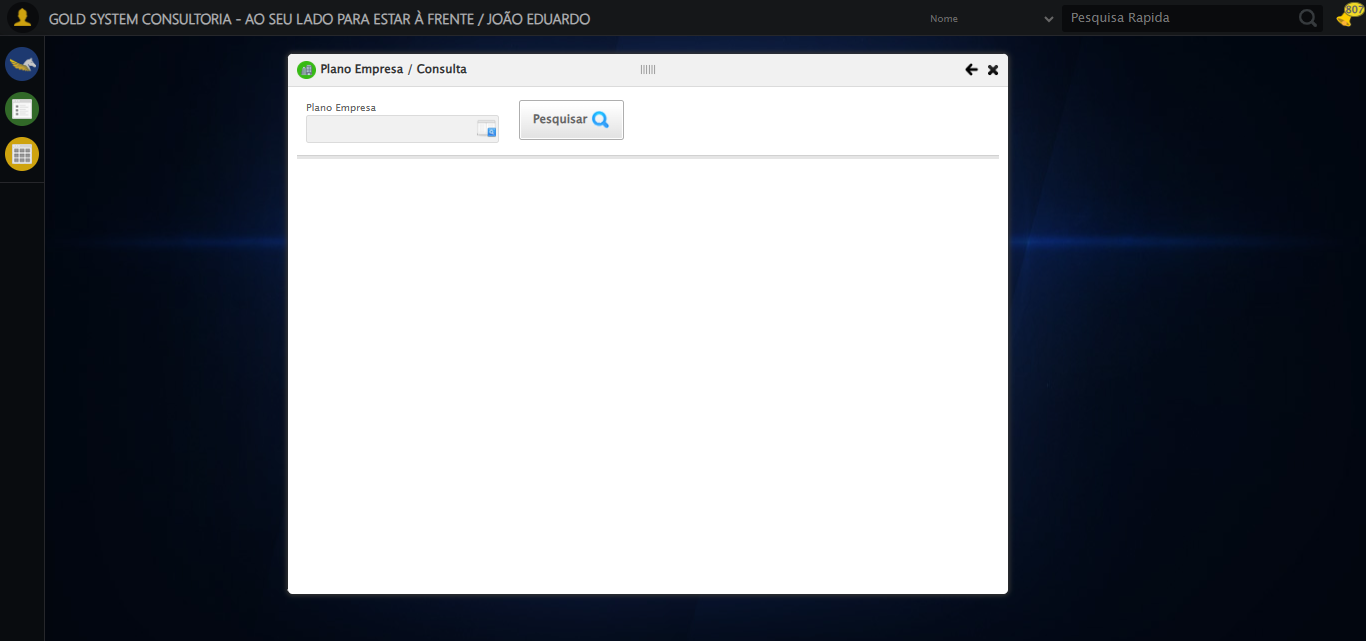 GOLD SYSTEM CONSULTORIA - AO SEU LADO PARA ESTAR À FRENTE / JOÃO EDUARDO
Nome
Pesquisa Rapida
807
Plano Empresa / Consulta
Plano Empresa
Pesquisar